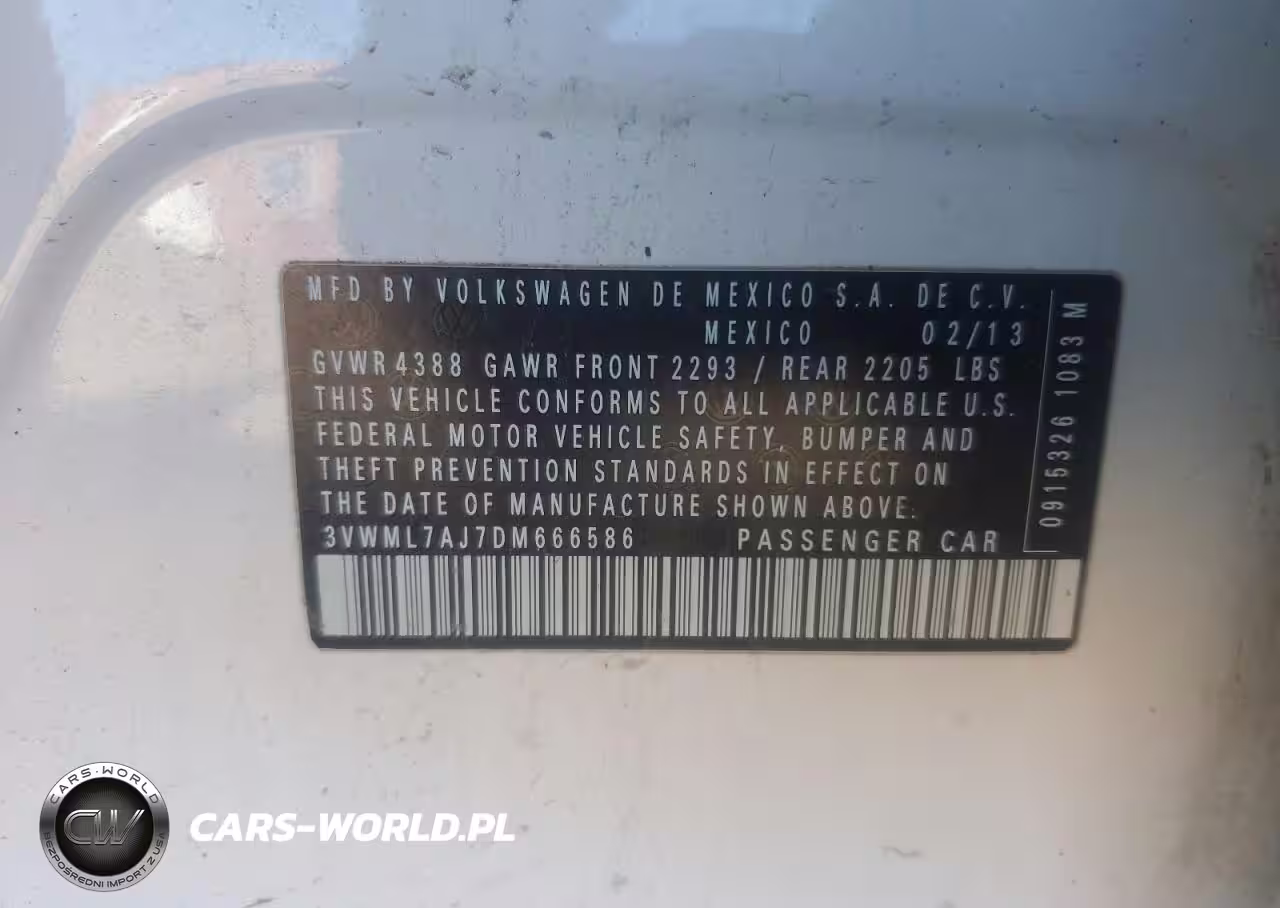 MFD BY VOLKSWAGEN DE MEXICO S.A. DE C.V.
MEXICO 02/13
GVWR 4388 GAWR FRONT 2293 / REAR 2205 LBS
THIS VEHICLE CONFORMS TO ALL APPLICABLE U.S.
FEDERAL MOTOR VEHICLE SAFETY, BUMPER AND
THEFT PREVENTION STANDARDS IN EFFECT ON
THE DATE OF MANUFACTURE SHOWN ABOVE.
3VWML7AJ7DM666586 PASSENGER CAR
0915326 1083 M
CARS-WORLD
CW
BEZPOŚREDNI IMPORT Z USA
CARS-WORLD.PL